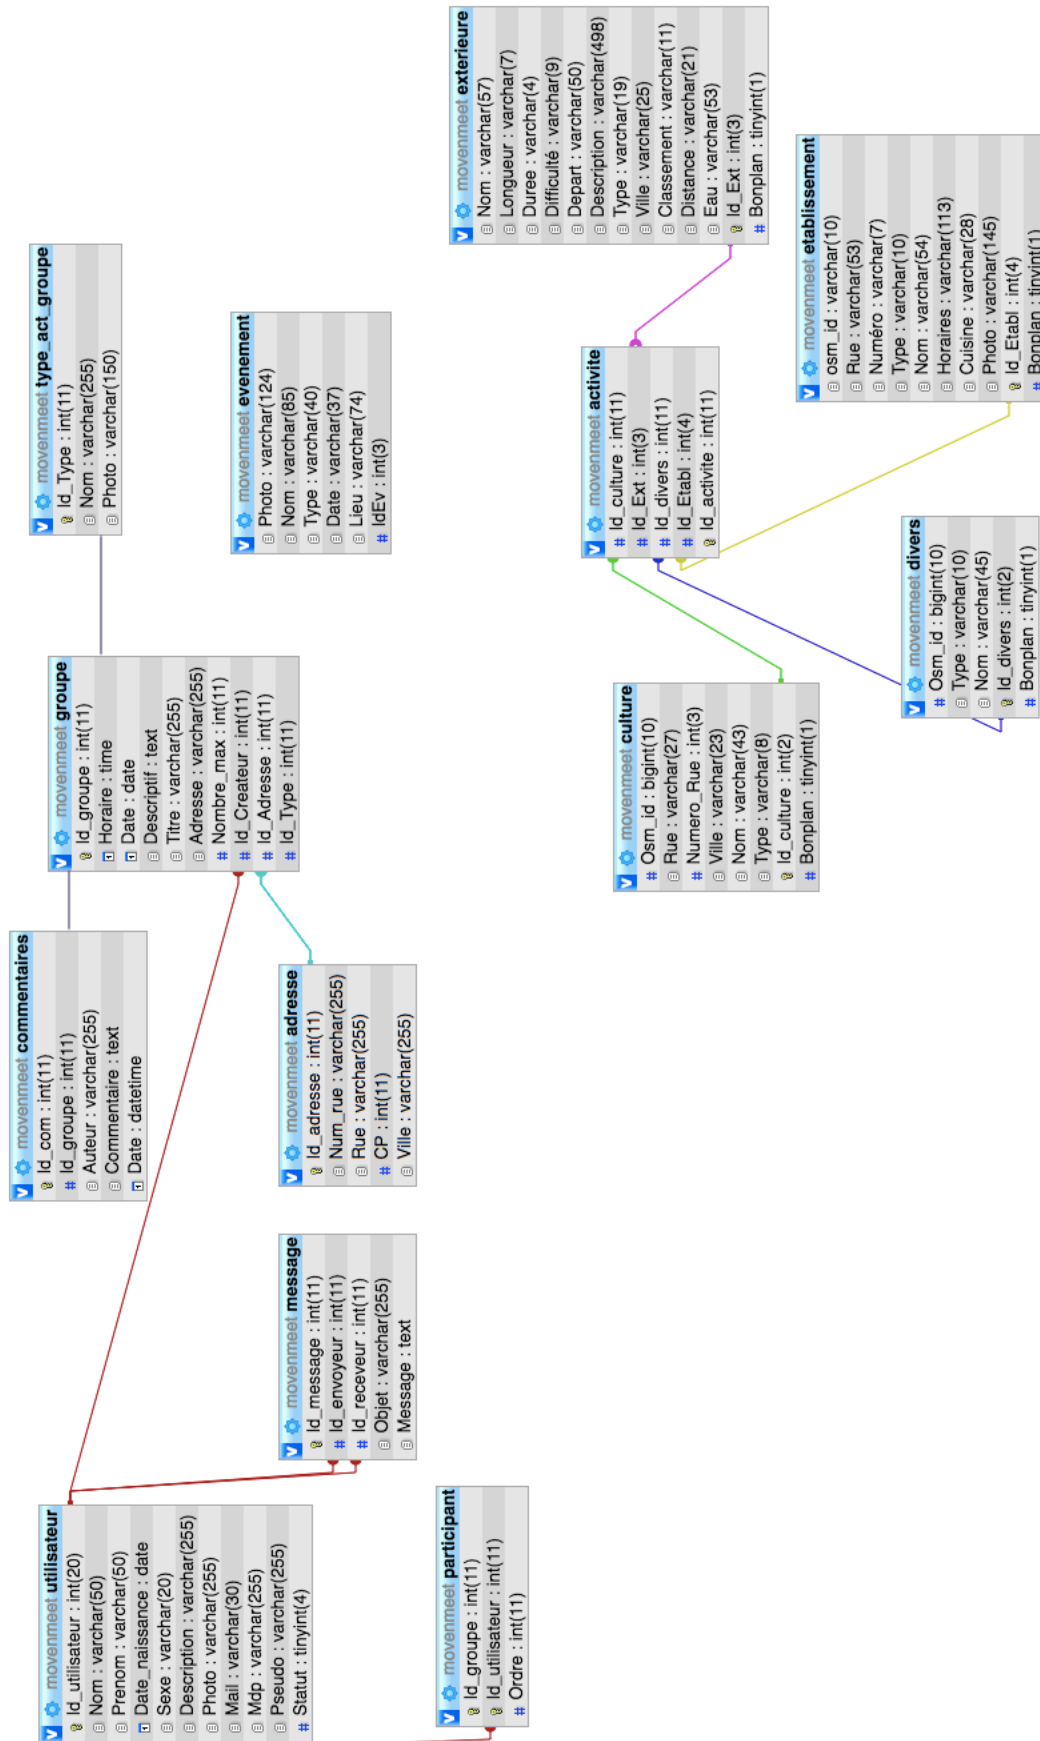 movenmeet utilisateur
Id_utilisateur : int(20)
Nom : varchar(50)
Prenom : varchar(50)
Date_naissance : date
Sexe : varchar(20)
Description : varchar(255)
Photo : varchar(255)
Mail : varchar(30)
Mdp : varchar(255)
Pseudo : varchar(255)
# Statut : tinyint(4)
movenmeet commentaires
Id_com : int(11)
# Id_groupe : int(11)
Auteur : varchar(255)
Commentaire : text
Date : datetime
movenmeet groupe
Id_groupe : int(11)
Horaire : time
Date : date
Descriptif : text
Titre : varchar(255)
Adresse : varchar(255)
# Nombre_max : int(11)
# Id_Createur : int(11)
# Id_Adresse : int(11)
# Id_Type : int(11)
movenmeet type_act_groupe
Id_Type : int(11)
Nom : varchar(255)
Photo : varchar(150)
movenmeet message
Id_message : int(11)
# Id_envoyeur : int(11)
# Id_receveur : int(11)
Objet : varchar(255)
Message : text
movenmeet adresse
Id_adresse : int(11)
Num_rue : varchar(255)
Rue : varchar(255)
# CP : int(11)
Ville : varchar(255)
movenmeet evenement
Photo : varchar(124)
Nom : varchar(85)
Type : varchar(40)
Date : varchar(37)
Lieu : varchar(74)
# IdEv : int(3)
movenmeet participant
Id_groupe : int(11)
Id_utilisateur : int(11)
# Ordre : int(11)
movenmeet exterieure
Nom : varchar(57)
Longueur : varchar(7)
Duree : varchar(4)
Difficulté : varchar(9)
Depart : varchar(50)
Description : varchar(498)
Type : varchar(19)
Ville : varchar(25)
Classement : varchar(11)
Distance : varchar(21)
Eau : varchar(53)
Id_Ext : int(3)
# Bonplan : tinyint(1)
movenmeet activite
# Id_culture : int(11)
# Id_Ext : int(3)
# Id_divers : int(11)
# Id_Etabl : int(4)
Id_activite : int(11)
movenmeet culture
# Osm_id : bigint(10)
Rue : varchar(27)
# Numero_Rue : int(3)
Ville : varchar(23)
Nom : varchar(43)
Type : varchar(8)
Id_culture : int(2)
# Bonplan : tinyint(1)
movenmeet etablissement
osm_id : varchar(10)
Rue : varchar(53)
Numéro : varchar(7)
Type : varchar(10)
Nom : varchar(54)
Horaires : varchar(113)
Cuisine : varchar(28)
Photo : varchar(145)
Id_Etabl : int(4)
# Bonplan : tinyint(1)
movenmeet divers
# Osm_id : bigint(10)
Type : varchar(10)
Nom : varchar(45)
Id_divers : int(2)
# Bonplan : tinyint(1)